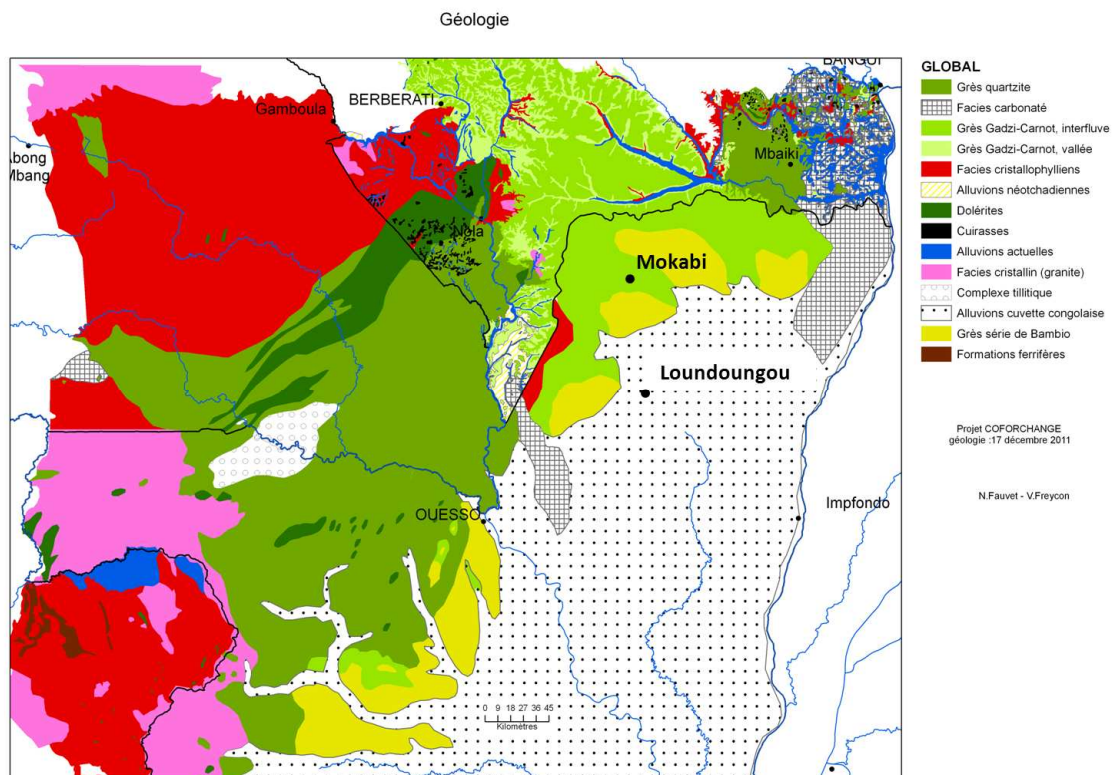 Géologie
BANGUI
Gamboula
BERBERATI
Abong
Mbang
Mbaiki
Nola
Mokabi
Loundoungou
OUESSO
Impfondo
0 9 18 27 36 45
Kilomètres
GLOBAL
Grès quartzite
Facies carbonaté
Grès Gadzi-Carnot, interfluve
Grès Gadzi-Carnot, vallée
Facies cristallophylliens
Alluvions néotchadiennes
Dolérites
Cuirasses
Alluvions actuelles
Facies cristallin (granite)
Complexe tillitique
Alluvions cuvette congolaise
Grès série de Bambio
Formations ferrifères
Projet COFORCHANGE
géologie :17 décembre 2011
N.Fauvet - V.Freycon